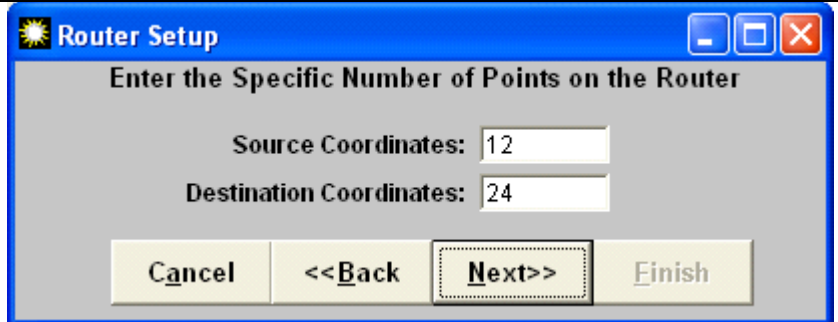 Router Setup
Enter the Specific Number of Points on the Router
Source Coordinates: 12
Destination Coordinates: 24
Cancel <<Back Next>> Finish